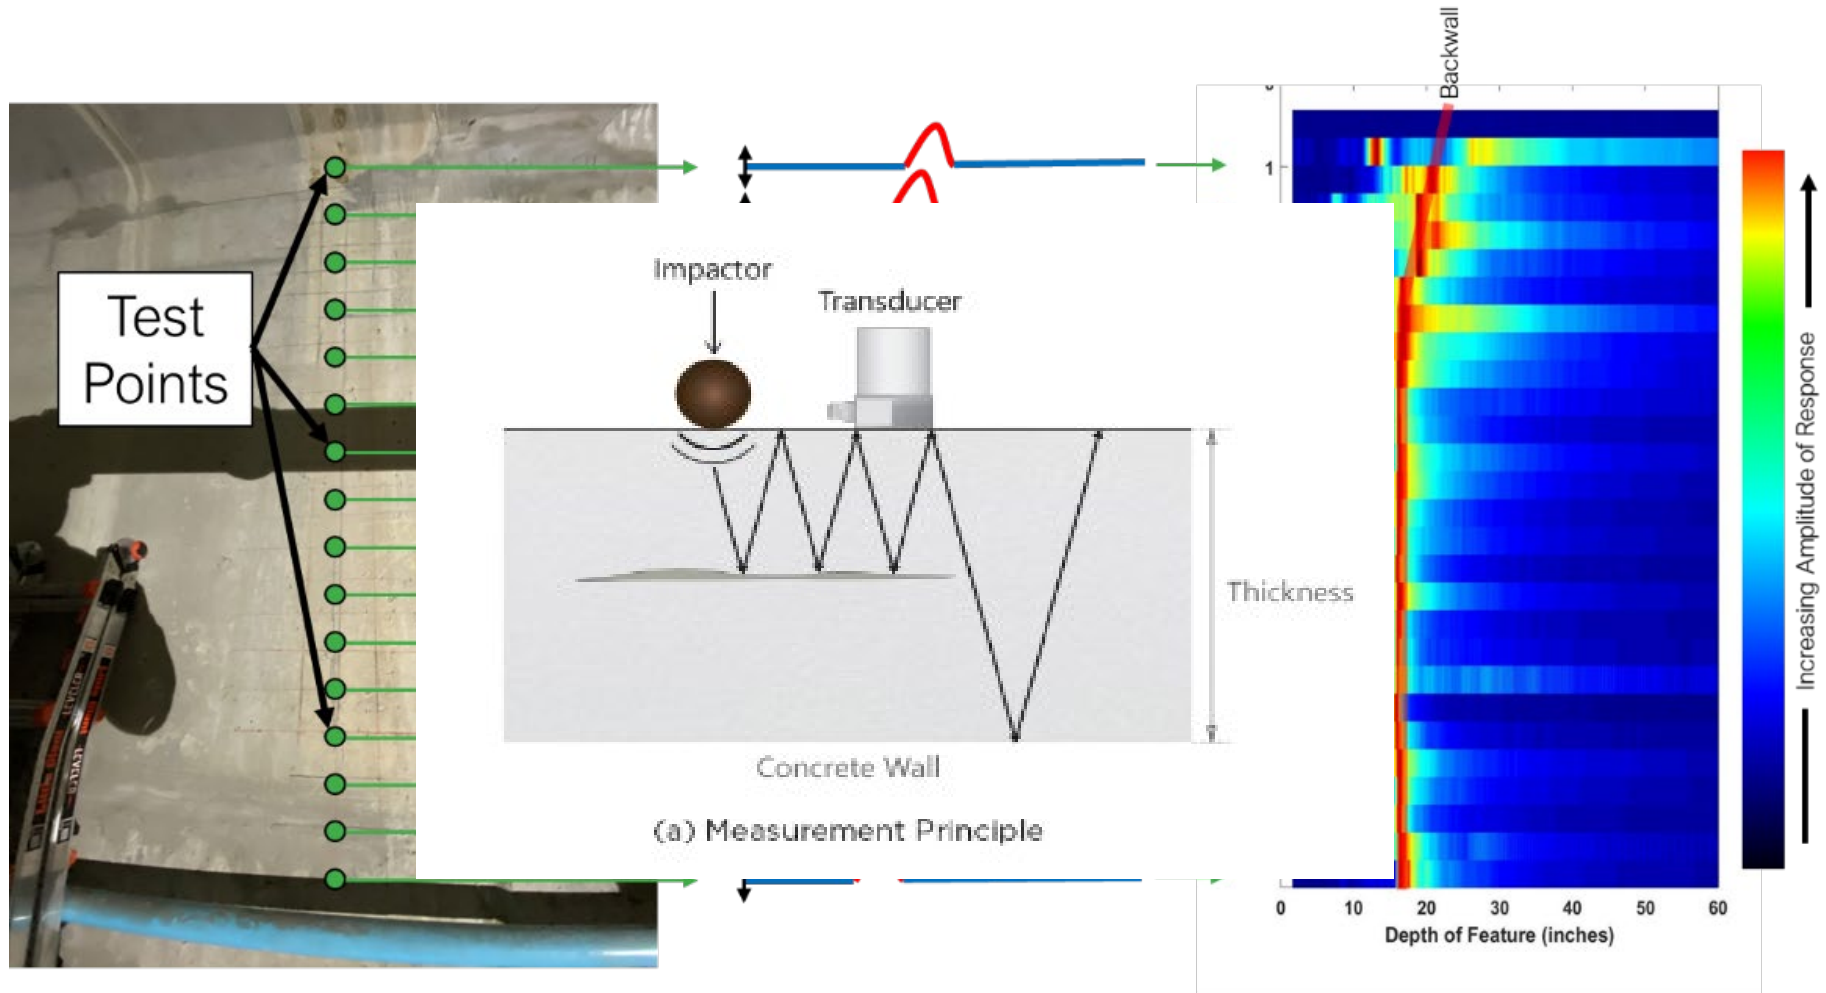 Backwall
Test
Points
1
Impactor
Transducer
Thickness
Concrete Wall
(a) Measurement Principle
Increasing Amplitude of Response
0 10 20 30 40 50 60
Depth of Feature (inches)